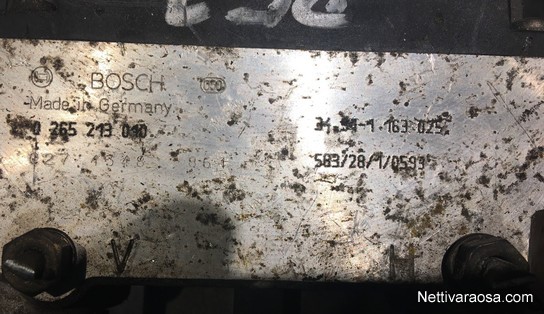 BOSCH
Made in Germany
0 265 213 010
34.51-1 163 025
583/28/1/0593
V
H
Nettivaraosa.com